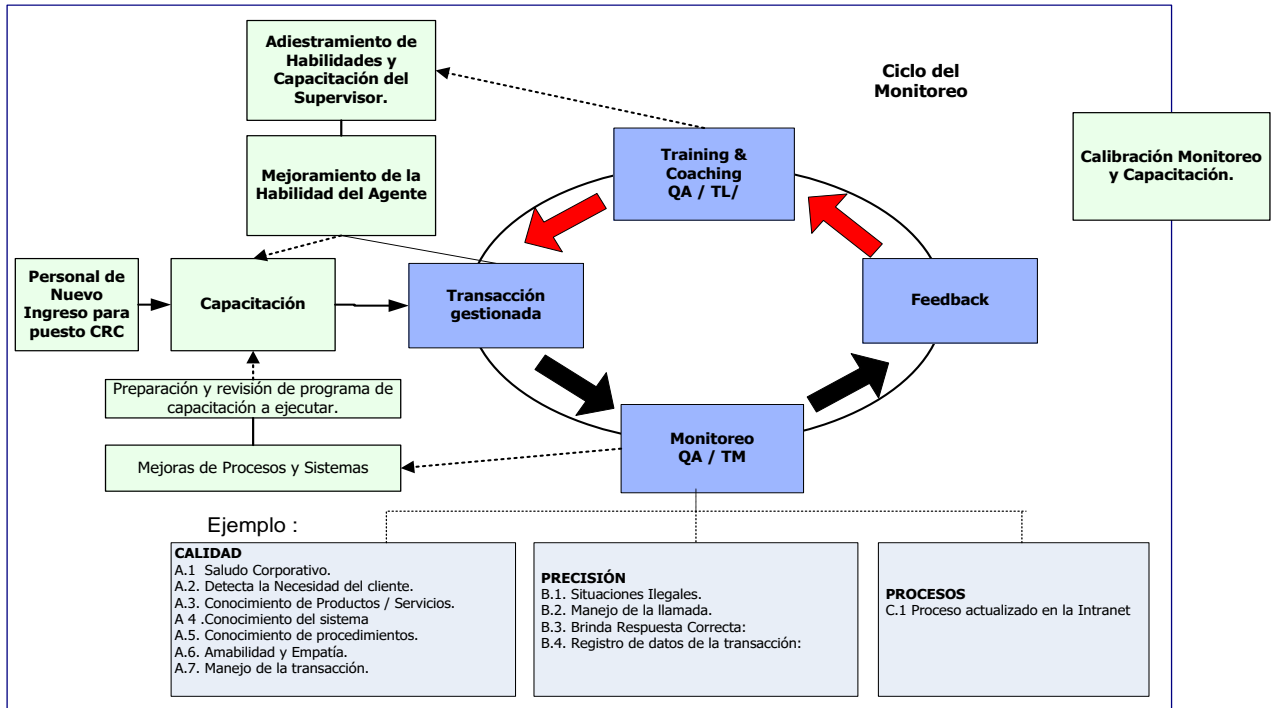 Adiestramiento de
Habilidades y
Capacitación del
Supervisor.
Ciclo del
Monitoreo
Mejoramiento de la
Habilidad del Agente
Training &
Coaching
QA / TL/
Calibración Monitoreo
y Capacitación.
Personal de
Nuevo
Ingreso para
puesto CRC
Capacitación
Transacción
gestionada
Feedback
Preparación y revisión de programa de
capacitación a ejecutar.
Mejoras de Procesos y Sistemas
Monitoreo
QA / TM
Ejemplo :
CALIDAD
A.1 Saludo Corporativo.
A.2. Detecta la Necesidad del cliente.
A.3. Conocimiento de Productos / Servicios.
A 4 .Conocimiento del sistema
A.5. Conocimiento de procedimientos.
A.6. Amabilidad y Empatía.
A.7. Manejo de la transacción.
PRECISIÓN
B.1. Situaciones Ilegales.
B.2. Manejo de la llamada.
B.3. Brinda Respuesta Correcta:
B.4. Registro de datos de la transacción:
PROCESOS
C.1 Proceso actualizado en la Intranet